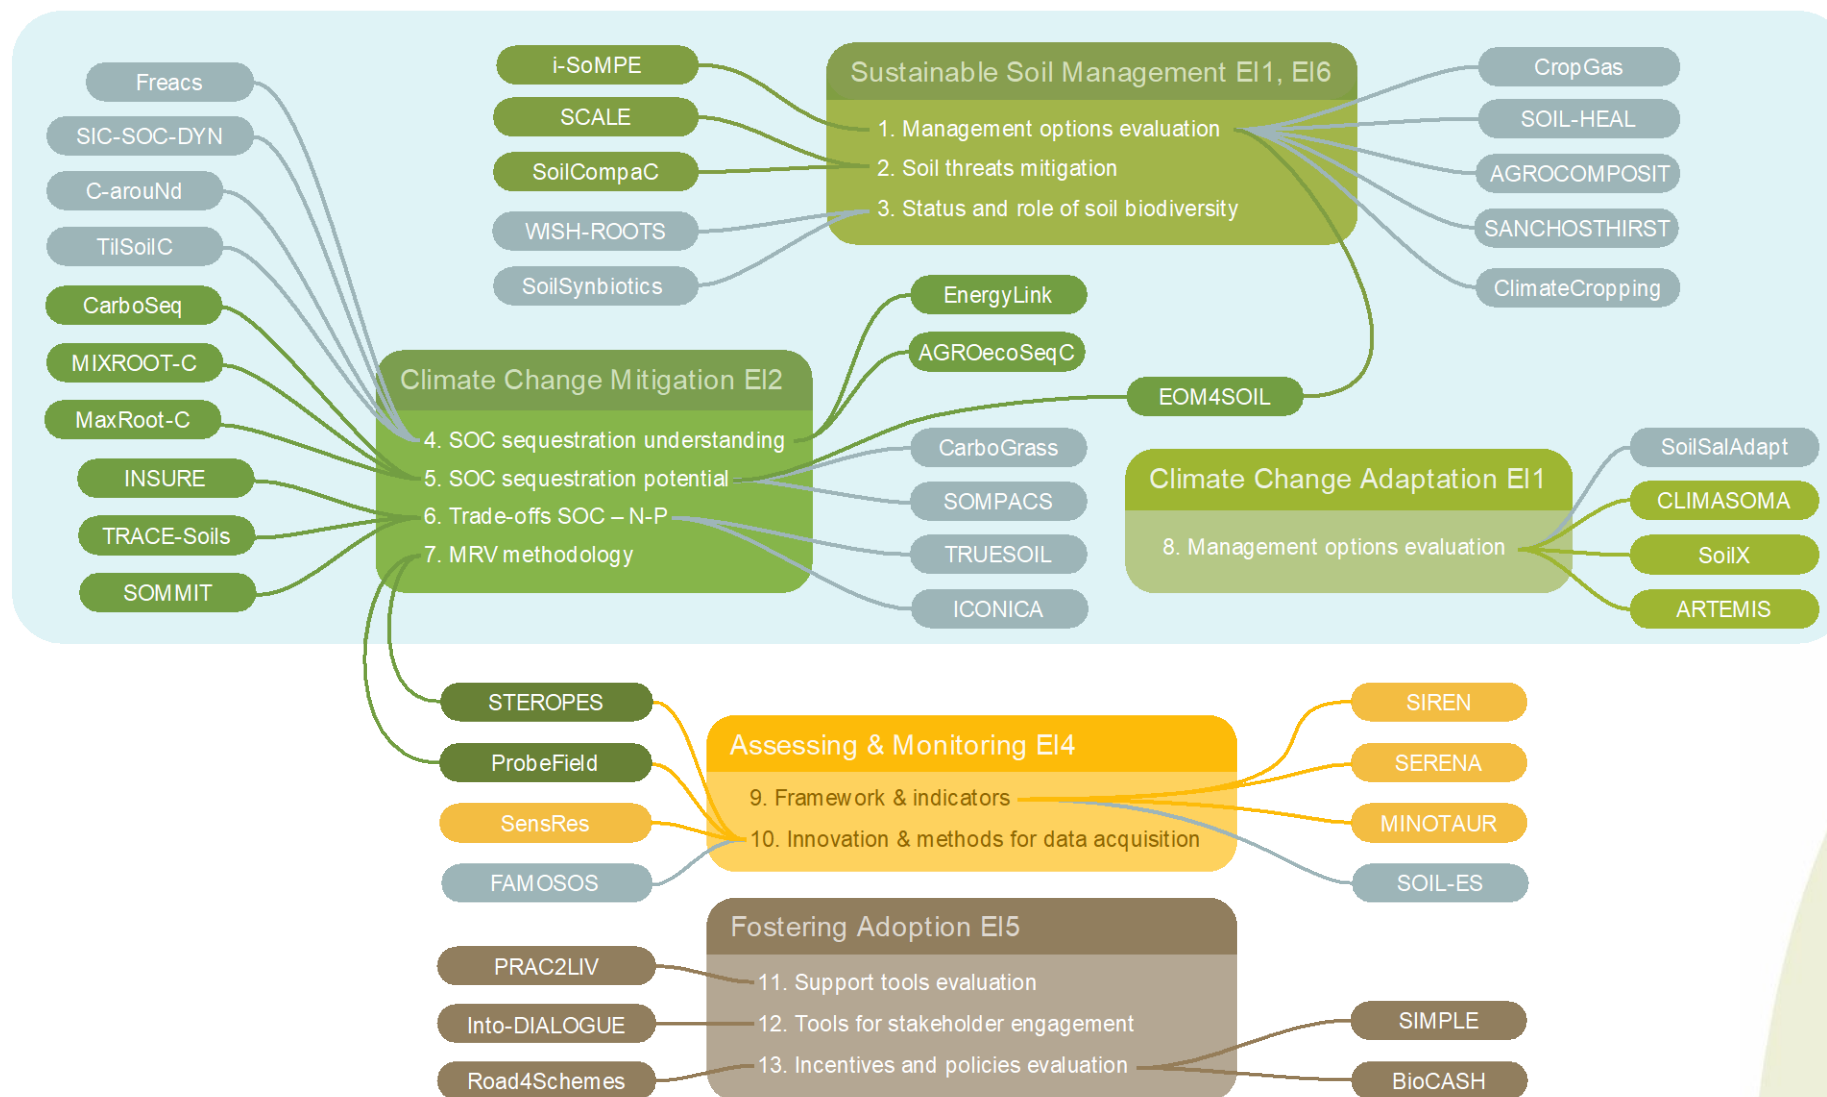 Freacs
SIC-SOC-DYN
C-arouNd
TilSoilC
CarboSeq
MIXROOT-C
MaxRoot-C
INSURE
TRACE-Soils
SOMMIT
i-SoMPE
SCALE
SoilCompaC
WISH-ROOTS
SoilSynbiotics
Sustainable Soil Management EI1, EI6
1. Management options evaluation
2. Soil threats mitigation
3. Status and role of soil biodiversity
CropGas
SOIL-HEAL
AGROCOMPOSIT
SANCHOSTHIRST
ClimateCropping
EnergyLink
AGROecoSeqC
EOM4SOIL
Climate Change Mitigation EI2
4. SOC sequestration understanding
5. SOC sequestration potential
6. Trade-offs SOC – N-P
7. MRV methodology
CarboGrass
SOMPACS
TRUESOIL
ICONICA
Climate Change Adaptation EI1
8. Management options evaluation
SoilSalAdapt
CLIMASOMA
SoilX
ARTEMIS
STEROPES
ProbeField
SensRes
FAMOSOS
Assessing & Monitoring EI4
9. Framework & indicators
10. Innovation & methods for data acquisition
SIREN
SERENA
MINOTAUR
SOIL-ES
Fostering Adoption EI5
PRAC2LIV
Into-DIALOGUE
Road4Schemes
11. Support tools evaluation
12. Tools for stakeholder engagement
13. Incentives and policies evaluation
SIMPLE
BioCASH